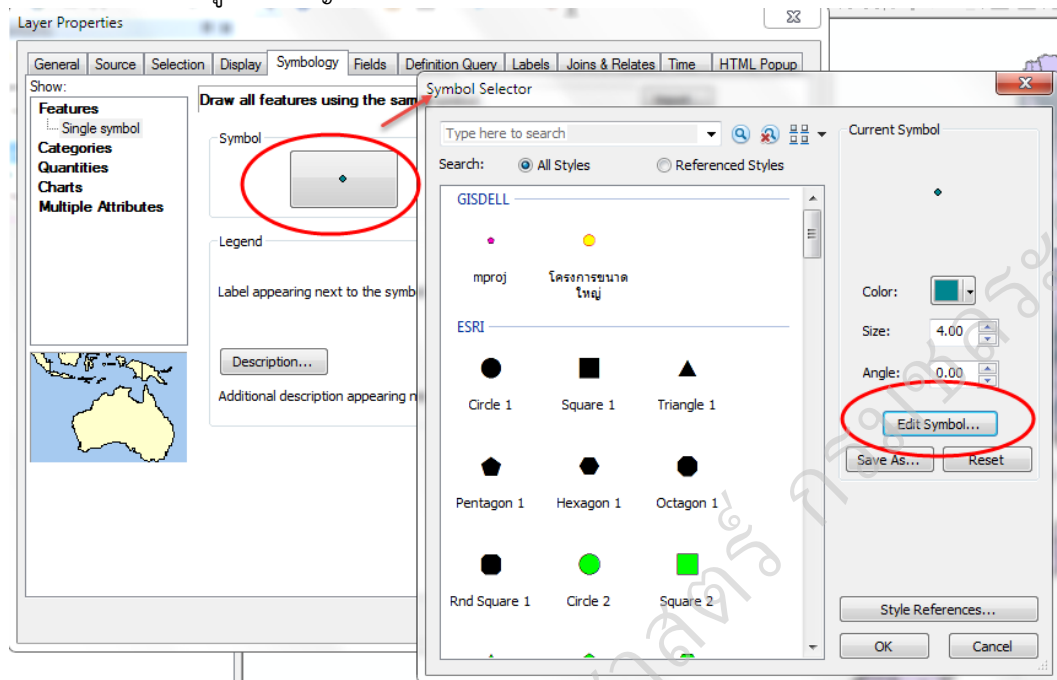 Layer Properties
General Source Selection Display Symbology Fields Definition Query Labels Joins & Relates Time HTML Popup
Show:
Features
Single symbol
Categories
Quantities
Charts
Multiple Attributes
Draw all features using the sam
Symbol
Legend
Label appearing next to the symb
Description...
Additional description appearing n
Symbol Selector
Type here to search
Search: All Styles Referenced Styles
GISDELL
mproj โครงการขนาด
ใหญ่
ESRI
Circle 1 Square 1 Triangle 1
Pentagon 1 Hexagon 1 Octagon 1
Rnd Square 1 Circle 2 Square 2
Current Symbol
Color:
Size: 4.00
Angle: 0.00
Edit Symbol...
Save As... Reset
Style References...
OK Cancel